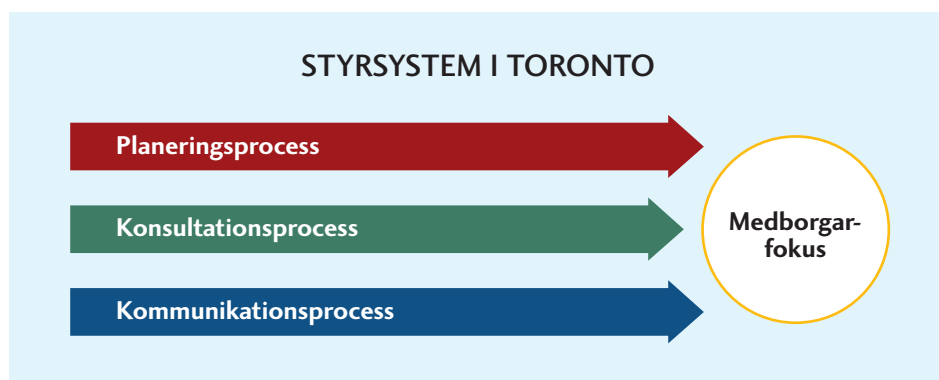 STYRSYSTEM I TORONTO
Planeringsprocess
Konsultationsprocess
Kommunikationsprocess
Medborgar-
fokus